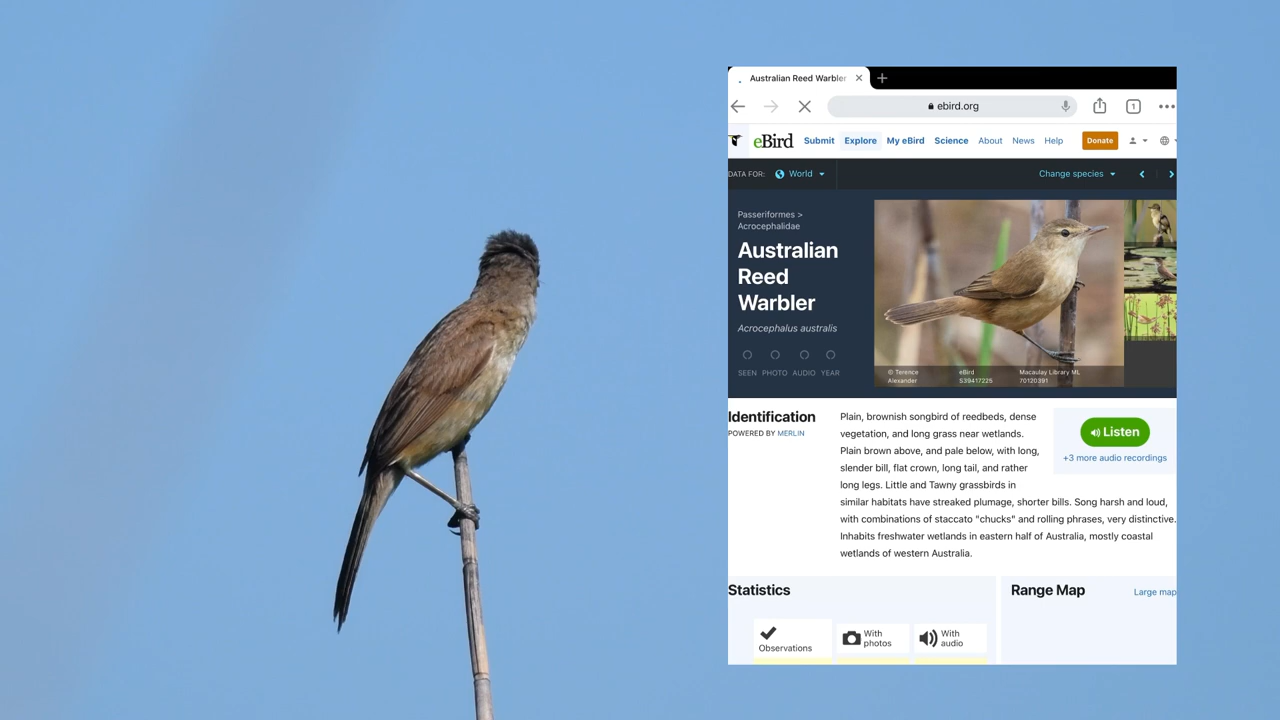 Australian Reed Warbler
ebird.org
1
eBird Submit Explore My eBird Science About News Help Donate
DATA FOR: World
Change species
Passeriformes >
Acrocephalidae
Australian
Reed
Warbler
Acrocephalus australis
SEEN PHOTO AUDIO YEAR
© Terence
Alexander
eBird
S39417225
Macaulay Library ML
70120391
Identification
POWERED BY MERLIN
Plain, brownish songbird of reedbeds, dense
vegetation, and long grass near wetlands.
Plain brown above, and pale below, with long,
slender bill, flat crown, long tail, and rather
long legs. Little and Tawny grassbirds in
similar habitats have streaked plumage, shorter bills. Song harsh and loud,
with combinations of staccato "chucks" and rolling phrases, very distinctive.
Inhabits freshwater wetlands in eastern half of Australia, mostly coastal
wetlands of western Australia.
Listen
+3 more audio recordings
Statistics
Observations
With
photos
With
audio
Range Map
Large map